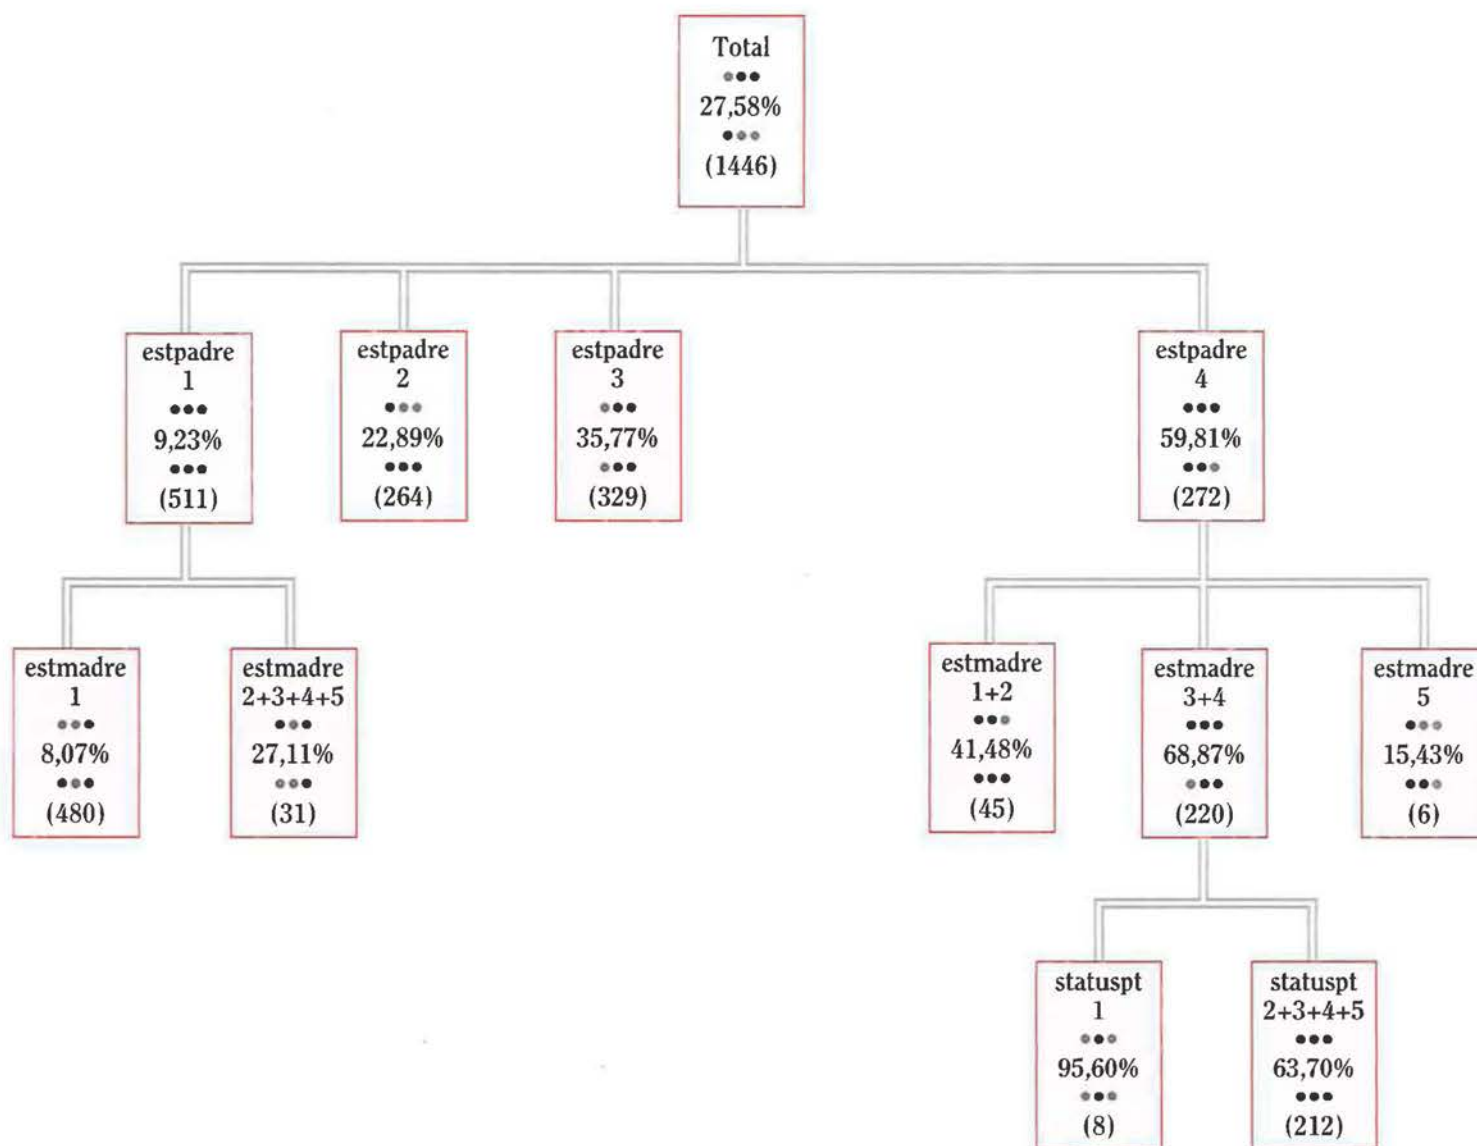 Total
27,58%
(1446)
estpadre
1
9,23%
(511)
estpadre
2
22,89%
(264)
estpadre
3
35,77%
(329)
estpadre
4
59,81%
(272)
estmadre
1
8,07%
(480)
estmadre
2+3+4+5
27,11%
(31)
estmadre
1+2
41,48%
(45)
estmadre
3+4
68,87%
(220)
estmadre
5
15,43%
(6)
statuspt
1
95,60%
(8)
statuspt
2+3+4+5
63,70%
(212)